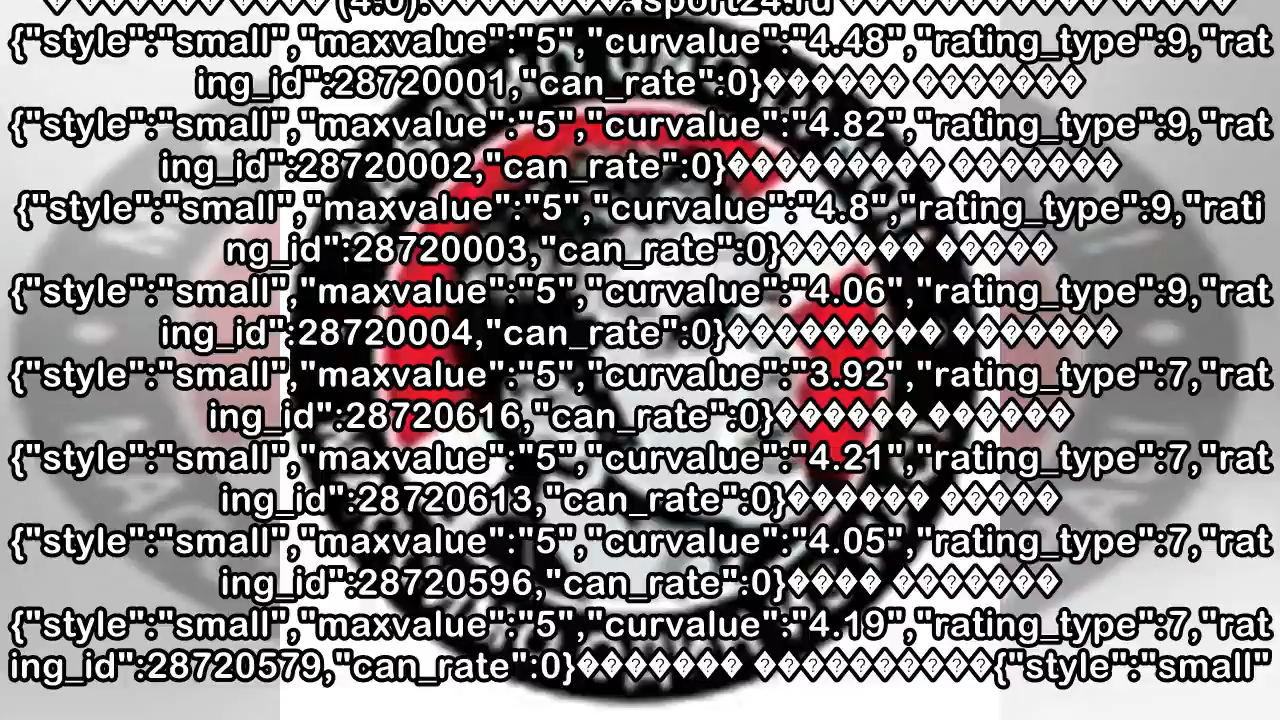 (4:0). sport24.ru
{"style":"small","maxvalue":"5","curvalue":"4.48","rating_type":9,"rat
ing_id":28720001,"can_rate":0}������ �������
{"style":"small","maxvalue":"5","curvalue":"4.82","rating_type":9,"rat
ing_id":28720002,"can_rate":0}��������� �������
{"style":"small","maxvalue":"5","curvalue":"4.8","rating_type":9,"rati
ng_id":28720003,"can_rate":0}������ �����
{"style":"small","maxvalue":"5","curvalue":"4.06","rating_type":9,"rat
ing_id":28720004,"can_rate":0}��������� �������
{"style":"small","maxvalue":"5","curvalue":"3.92","rating_type":7,"rat
ing_id":28720616,"can_rate":0}������ ������
{"style":"small","maxvalue":"5","curvalue":"4.21","rating_type":7,"rat
ing_id":28720613,"can_rate":0}������ �����
{"style":"small","maxvalue":"5","curvalue":"4.05","rating_type":7,"rat
ing_id":28720596,"can_rate":0}���� �������
{"style":"small","maxvalue":"5","curvalue":"4.19","rating_type":7,"rat
ing_id":28720579,"can_rate":0}������� ����������{"style":"small"